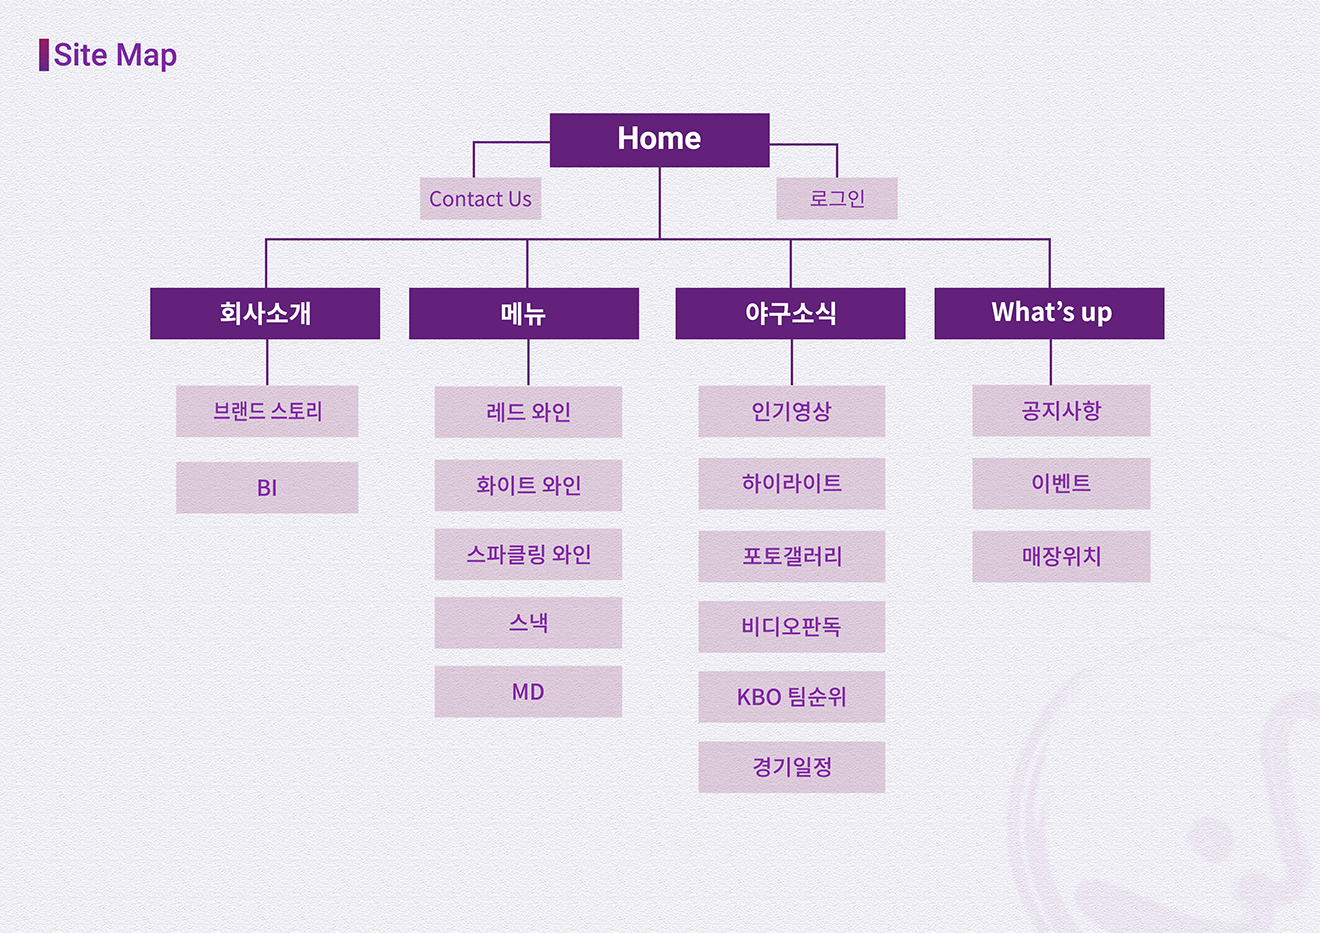 Site Map
Home
Contact Us
로그인
회사소개
메뉴
야구소식
What's up
브랜드 스토리
BI
레드 와인
화이트 와인
스파클링 와인
스낵
MD
인기영상
하이라이트
포토갤러리
비디오판독
KBO 팀순위
경기일정
공지사항
이벤트
매장위치